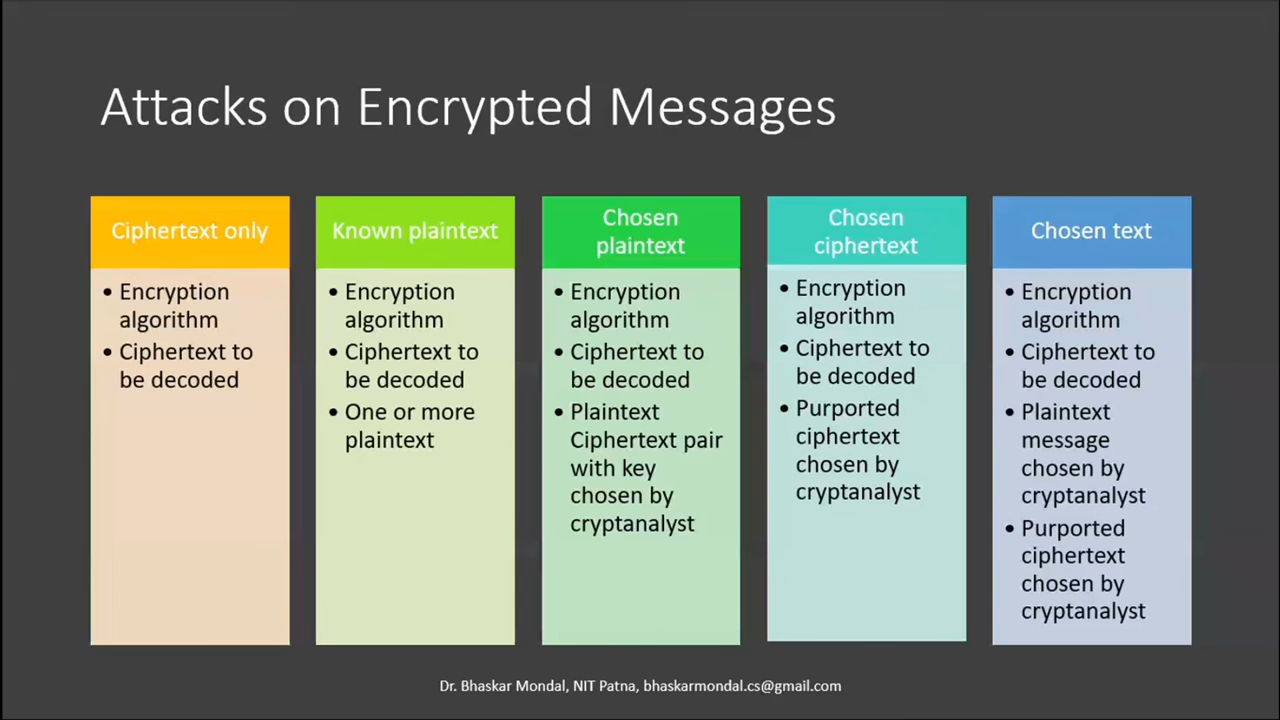 Attacks on Encrypted Messages
Ciphertext only
• Encryption
algorithm
• Ciphertext to
be decoded
Known plaintext
• Encryption
algorithm
• Ciphertext to
be decoded
• One or more
plaintext
Chosen
plaintext
• Encryption
algorithm
• Ciphertext to
be decoded
• Plaintext
Ciphertext pair
with key
chosen by
cryptanalyst
Chosen
ciphertext
• Encryption
algorithm
• Ciphertext to
be decoded
• Purported
ciphertext
chosen by
cryptanalyst
Chosen text
• Encryption
algorithm
• Ciphertext to
be decoded
• Plaintext
message
chosen by
cryptanalyst
• Purported
ciphertext
chosen by
cryptanalyst
Dr. Bhaskar Mondal, NIT Patna, bhaskarmondal.cs@gmail.com